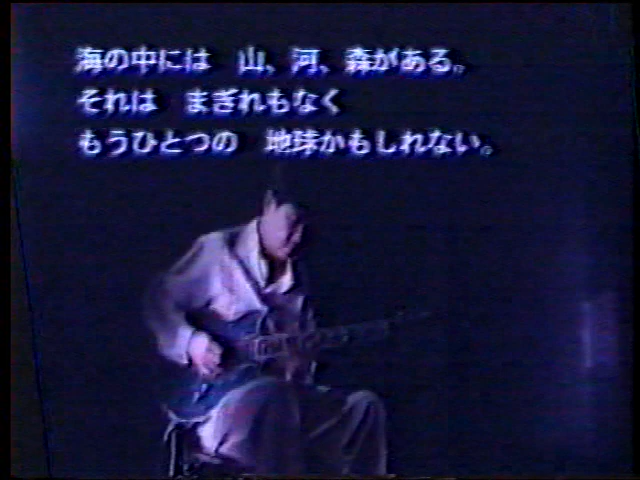 海の中には　山、河、森がある。
それは　まぎれもなく
もうひとつの　地球かもしれない。